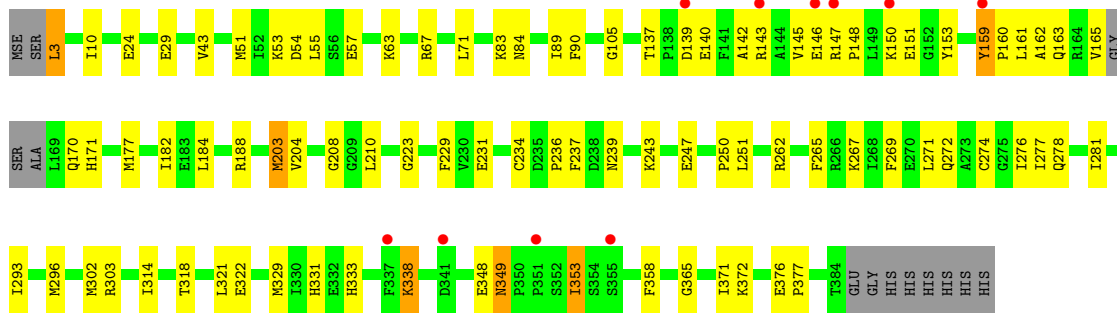 MSE SER L3 I10 E24 E29 V43 M51 I52 K53 D54 L55 S56 E57 K63 R67 L71 K83 N84 I89 F90 G105 T137 P138 D139 E140 F141 A142 R143 A144 V145 E146 R147 P148 L149 K150 E151 G152 Y153 Y159 P160 L161 A162 Q163 R164 V165 GLY
SER ALA L169 Q170 H171 M177 I182 E183 L184 R188 M203 V204 G208 G209 L210 G223 F229 V230 E231 C234 D235 P236 F237 D238 N239 K243 E247 P250 L251 R262 F265 R266 K267 I268 F269 E270 L271 Q272 A273 C274 G275 I276 I277 Q278 I281
I293 M296 M302 R303 I314 T318 L321 E322 M329 I330 H331 E332 H333 F337 K338 D341 E348 N349 P350 P351 S352 I353 S354 S355 F358 G365 I371 K372 E376 P377 T384 GLU GLY HIS HIS HIS HIS HIS HIS